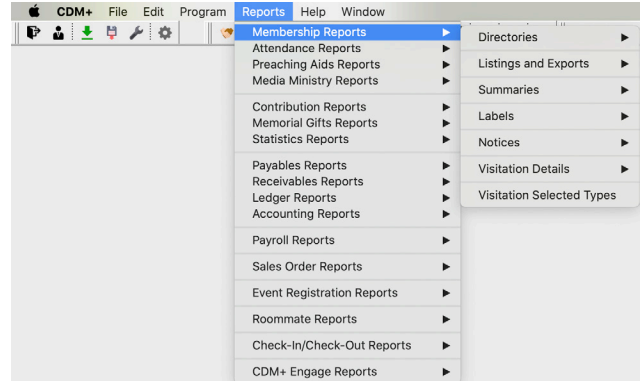 CDM+ File Edit Program Reports Help Window
Membership Reports
Attendance Reports
Preaching Aids Reports
Media Ministry Reports
Contribution Reports
Memorial Gifts Reports
Statistics Reports
Payables Reports
Receivables Reports
Ledger Reports
Accounting Reports
Payroll Reports
Sales Order Reports
Event Registration Reports
Roommate Reports
Check-In/Check-Out Reports
CDM+ Engage Reports
Directories
Listings and Exports
Summaries
Labels
Notices
Visitation Details
Visitation Selected Types